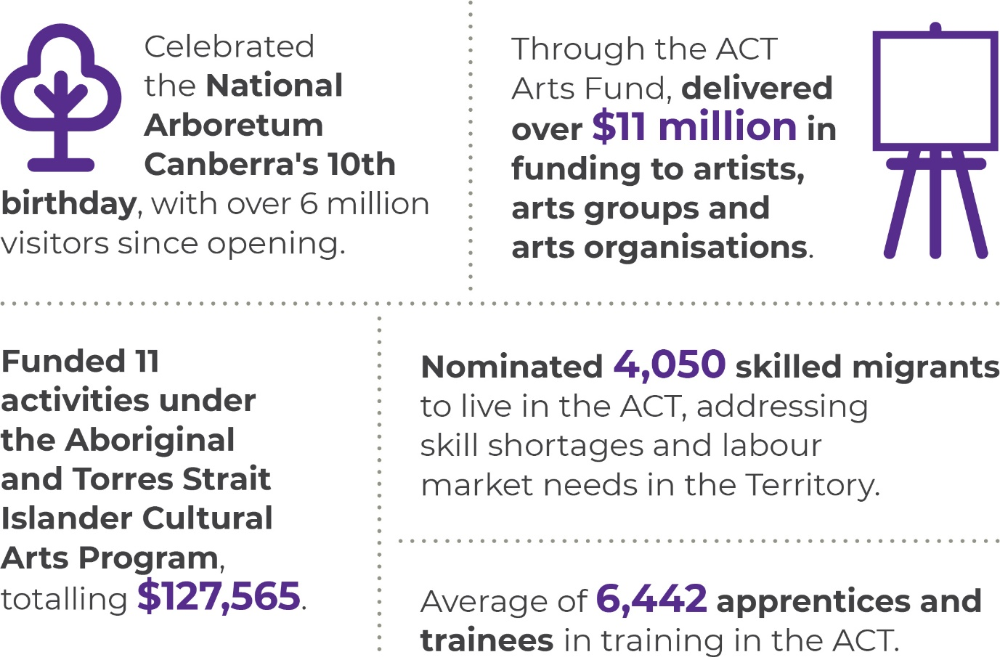 Celebrated
the National
Arboretum
Canberra's 10th
birthday, with over 6 million
visitors since opening.
Through the ACT
Arts Fund, delivered
over $11 million in
funding to artists,
arts groups and
arts organisations.
Funded 11
activities under
the Aboriginal
and Torres Strait
Islander Cultural
Arts Program,
totalling $127,565.
Nominated 4,050 skilled migrants
to live in the ACT, addressing
skill shortages and labour
market needs in the Territory.
Average of 6,442 apprentices and
trainees in training in the ACT.